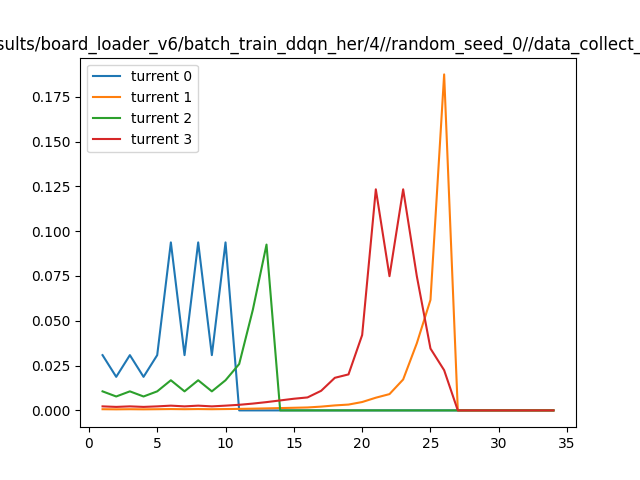 sults/board_loader_v6/batch_train_ddqn_her/4//random_seed_0//data_collect_
turrent 0
turrent 1
turrent 2
turrent 3
0.175
0.150
0.125
0.100
0.075
0.050
0.025
0.000
0 5 10 15 20 25 30 35